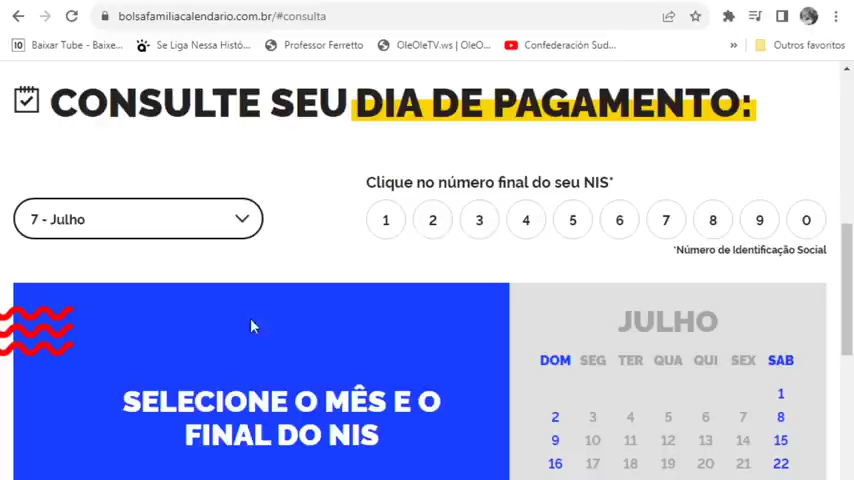 bolsafamiliacalendario.com.br/#consulta
Baixar Tube - Baixe...
Se Liga Nessa Histó...
Professor Ferretto
OleOleTV.ws | OleO...
Confederación Sud...
»
Outros favoritos
CONSULTE SEU DIA DE PAGAMENTO:
Clique no número final do seu NIS*
7 - Julho
1 2 3 4 5 6 7 8 9 0
*Número de Identificação Social
JULHO
DOM SEG TER QUA QUI SEX SAB
1
2 3 4 5 6 7 8
9 10 11 12 13 14 15
16 17 18 19 20 21 22
SELECIONE O MÊS E O
FINAL DO NIS